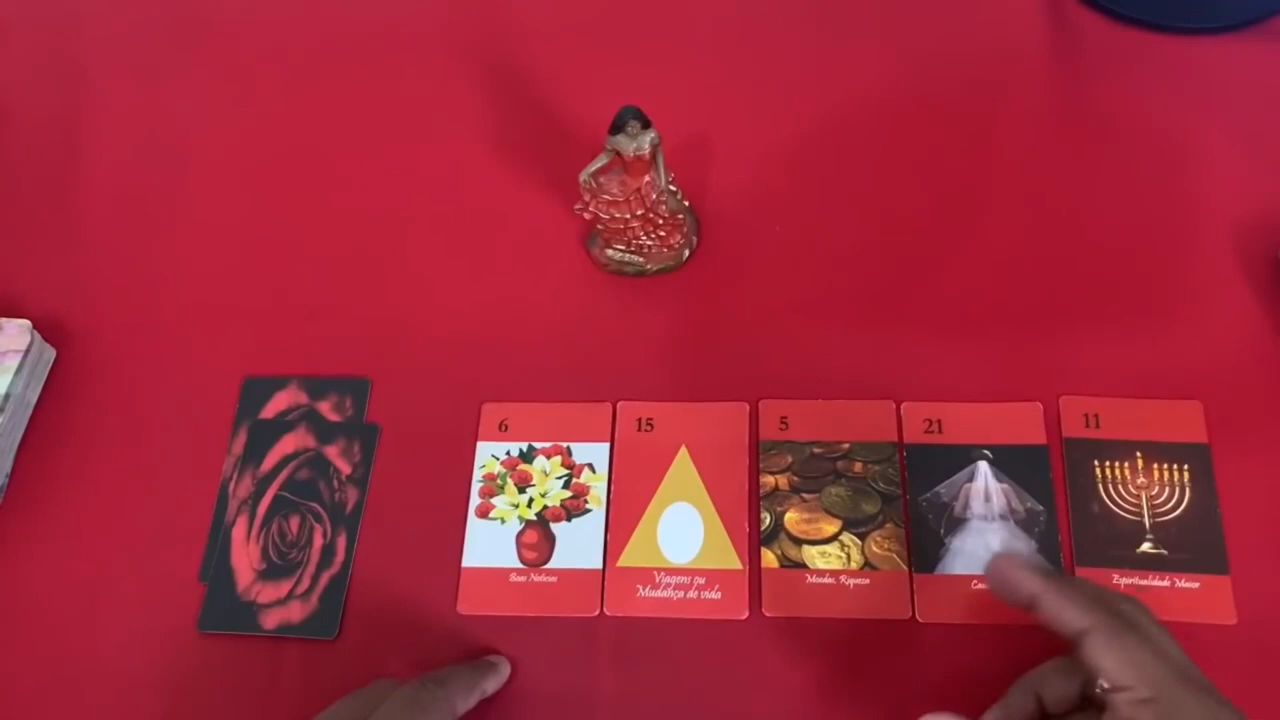 6
Boas Notícias
15
Viagens ou
Mudança de vida
5
Moedas, Riqueza
21
11
Espiritualidade Maior